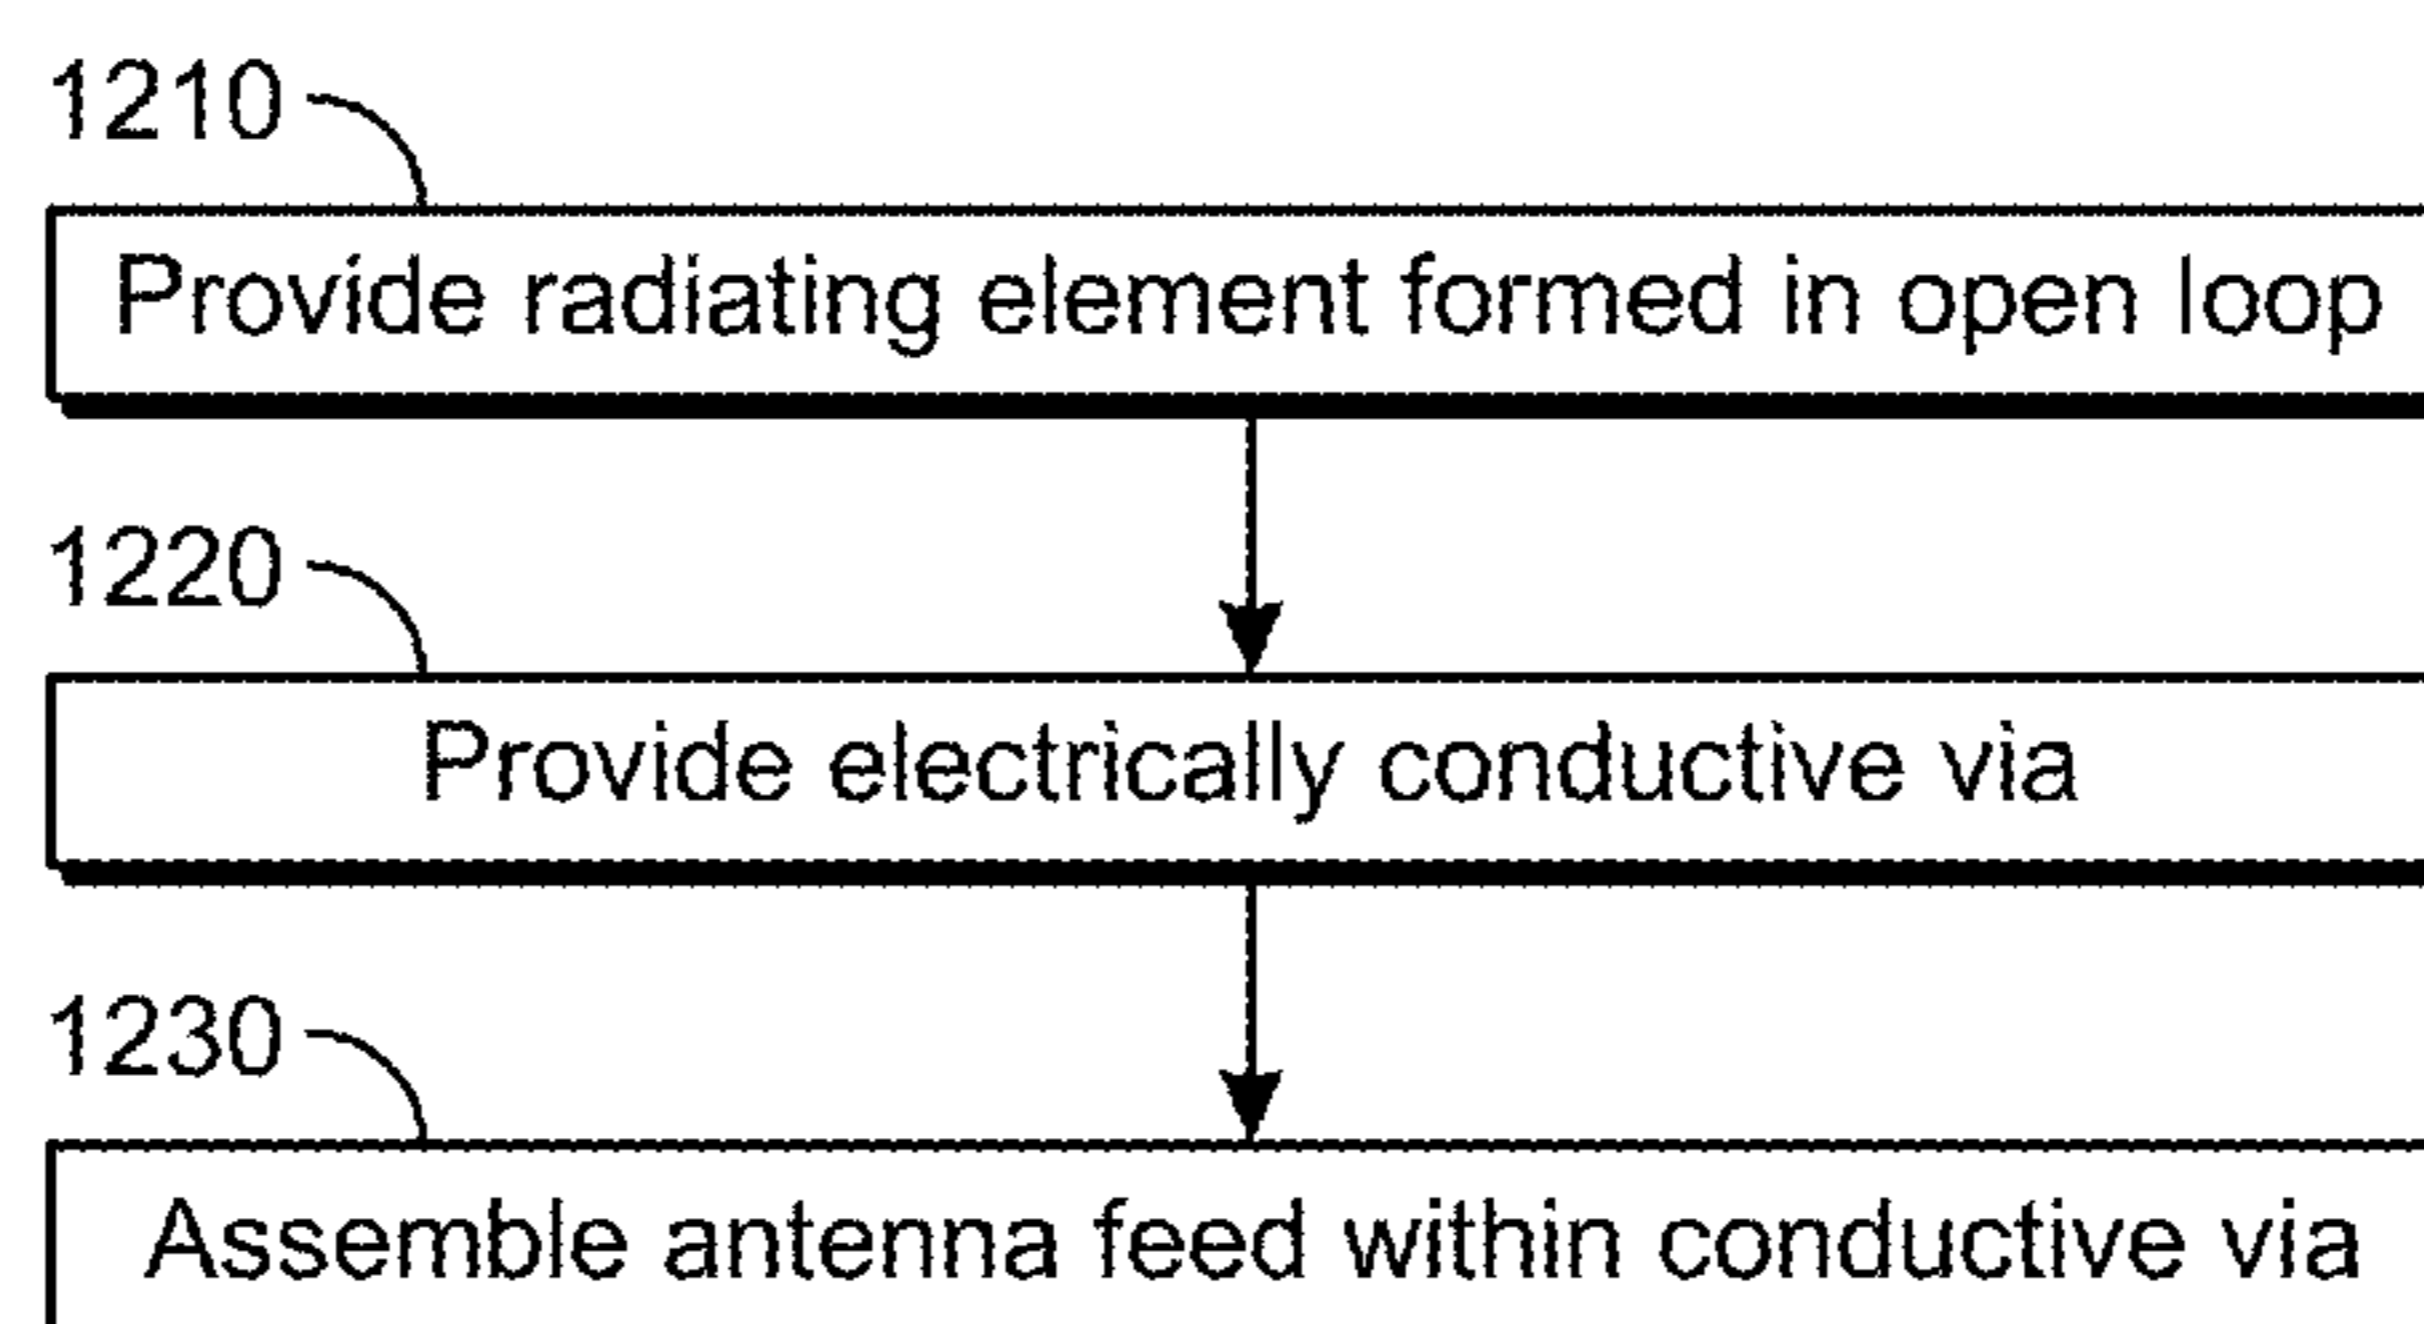 1210
Provide radiating element formed in open loop
1220
Provide electrically conductive via
1230
Assemble antenna feed within conductive via